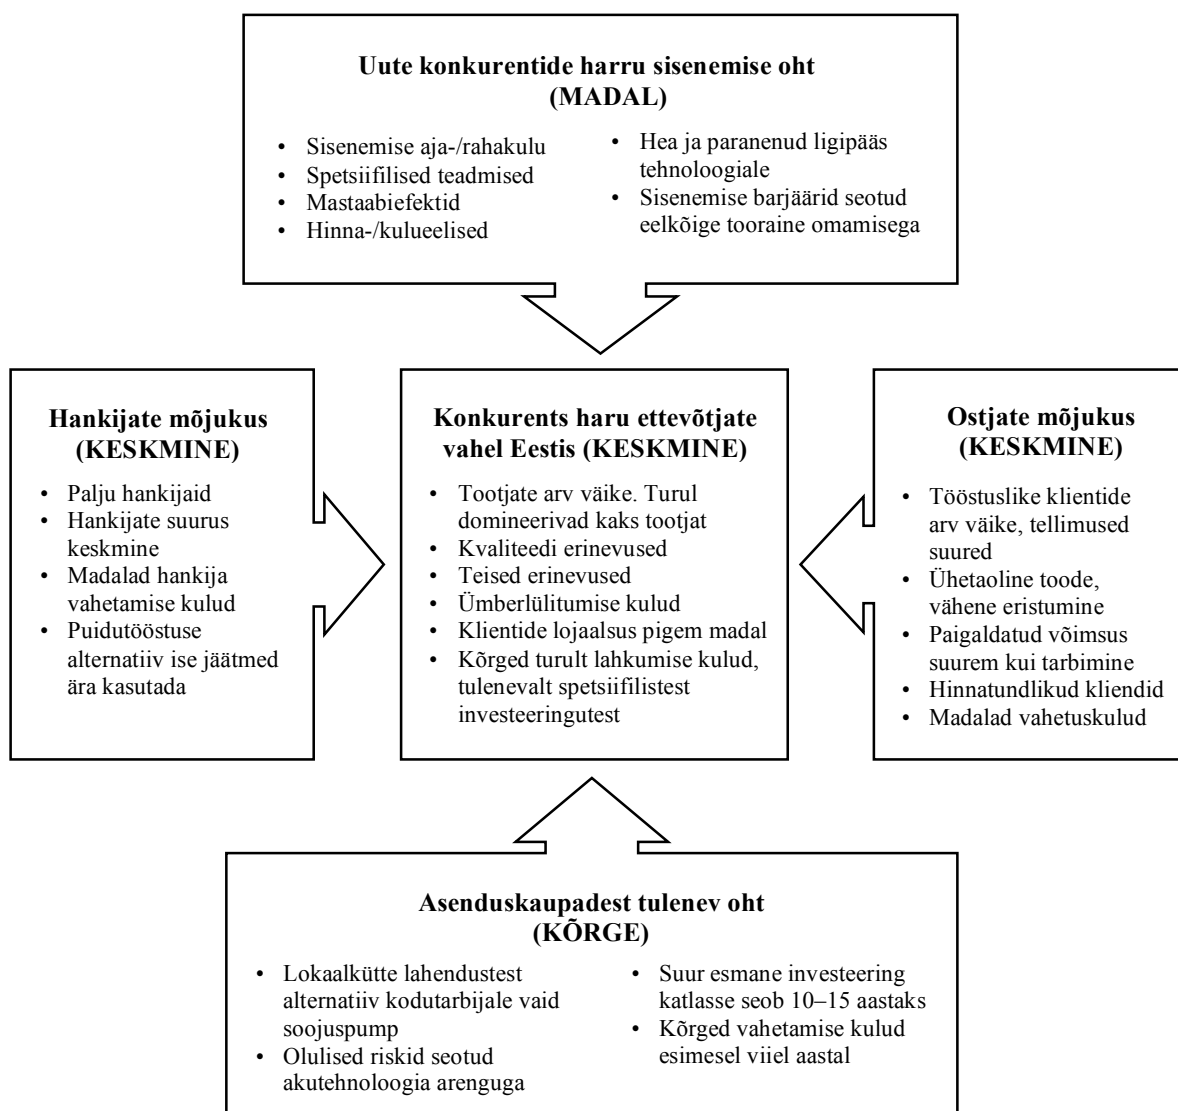 Uute konkurentide harru sisenemise oht
(MADAL)
• Sisenemise aja-/rahakulu
• Spetsiifilised teadmised
• Mastaabiefektid
• Hinna-/kulueelised
• Hea ja paranenud ligipääs
tehnoloogiale
• Sisenemise barjäärid seotud
eelkõige tooraine omamisega
Hankijate mõjukus
(KESKMINE)
• Palju hankijaid
• Hankijate suurus
keskmine
• Madalad hankija
vahetamise kulud
• Puidutööstuse
alternatiiv ise jäätmed
ära kasutada
Konkurents haru ettevõtjate
vahel Eestis (KESKMINE)
• Tootjate arv väike. Turul
domineerivad kaks tootjat
• Kvaliteedi erinevused
• Teised erinevused
• Ümberlülitumise kulud
• Klientide lojaalsus pigem madal
• Kõrged turult lahkumise kulud,
tulenevalt spetsiifilistest
investeeringutest
Ostjate mõjukus
(KESKMINE)
• Tööstuslike klientide
arv väike, tellimused
suured
• Ühetaoline toode,
vähene eristumine
• Paigaldatud võimsus
suurem kui tarbimine
• Hinnatundlikud kliendid
• Madalad vahetuskulud
Asenduskaupadest tulenev oht
(KÕRGE)
• Lokaalkütte lahendustest
alternatiiv kodutarbijale vaid
soojuspump
• Olulised riskid seotud
akutehnoloogia arenguga
• Suur esmane investeering
katlasse seob 10–15 aastaks
• Kõrged vahetamise kulud
esimesel viiel aastal